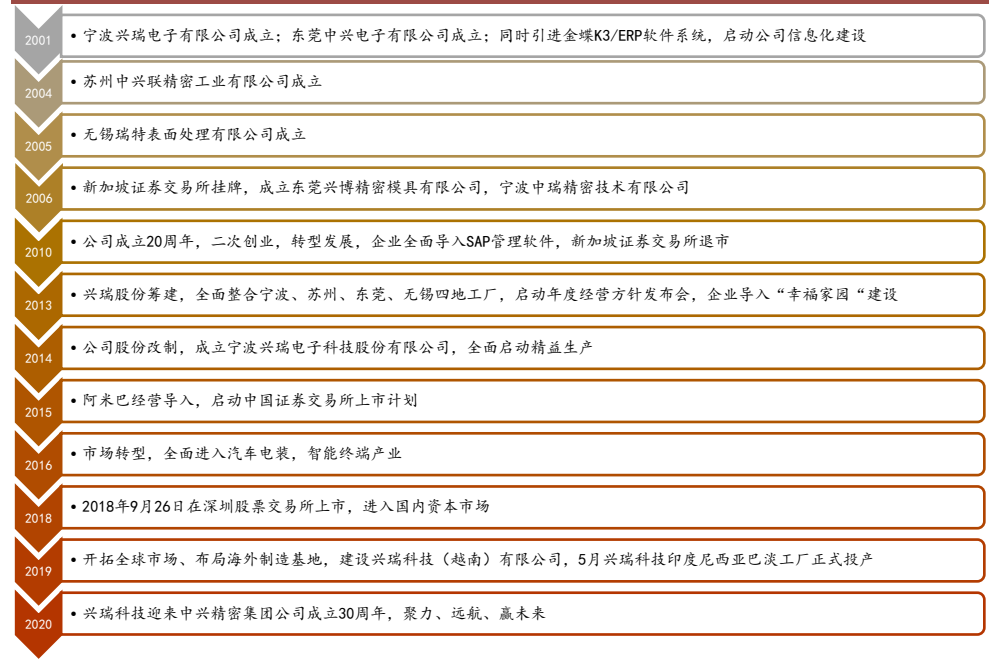 2001
• 宁波兴瑞电子有限公司成立；东莞中兴电子有限公司成立；同时引进金蝶K3/ERP软件系统，启动公司信息化建设
2004
• 苏州中兴联精密工业有限公司成立
2005
• 无锡瑞特表面处理有限公司成立
2006
• 新加坡证券交易所挂牌，成立东莞兴博精密模具有限公司，宁波中瑞精密技术有限公司
2010
• 公司成立20周年，二次创业，转型发展，企业全面导入SAP管理软件，新加坡证券交易所退市
2013
• 兴瑞股份筹建，全面整合宁波、苏州、东莞、无锡四地工厂，启动年度经营方针发布会，企业导入“幸福家园“建设
2014
• 公司股份改制，成立宁波兴瑞电子科技股份有限公司，全面启动精益生产
2015
• 阿米巴经营导入，启动中国证券交易所上市计划
2016
• 市场转型，全面进入汽车电装，智能终端产业
2018
• 2018年9月26日在深圳股票交易所上市，进入国内资本市场
2019
• 开拓全球市场、布局海外制造基地，建设兴瑞科技（越南）有限公司，5月兴瑞科技印度尼西亚巴淡工厂正式投产
2020
• 兴瑞科技迎来中兴精密集团公司成立30周年，聚力、远航、赢未来